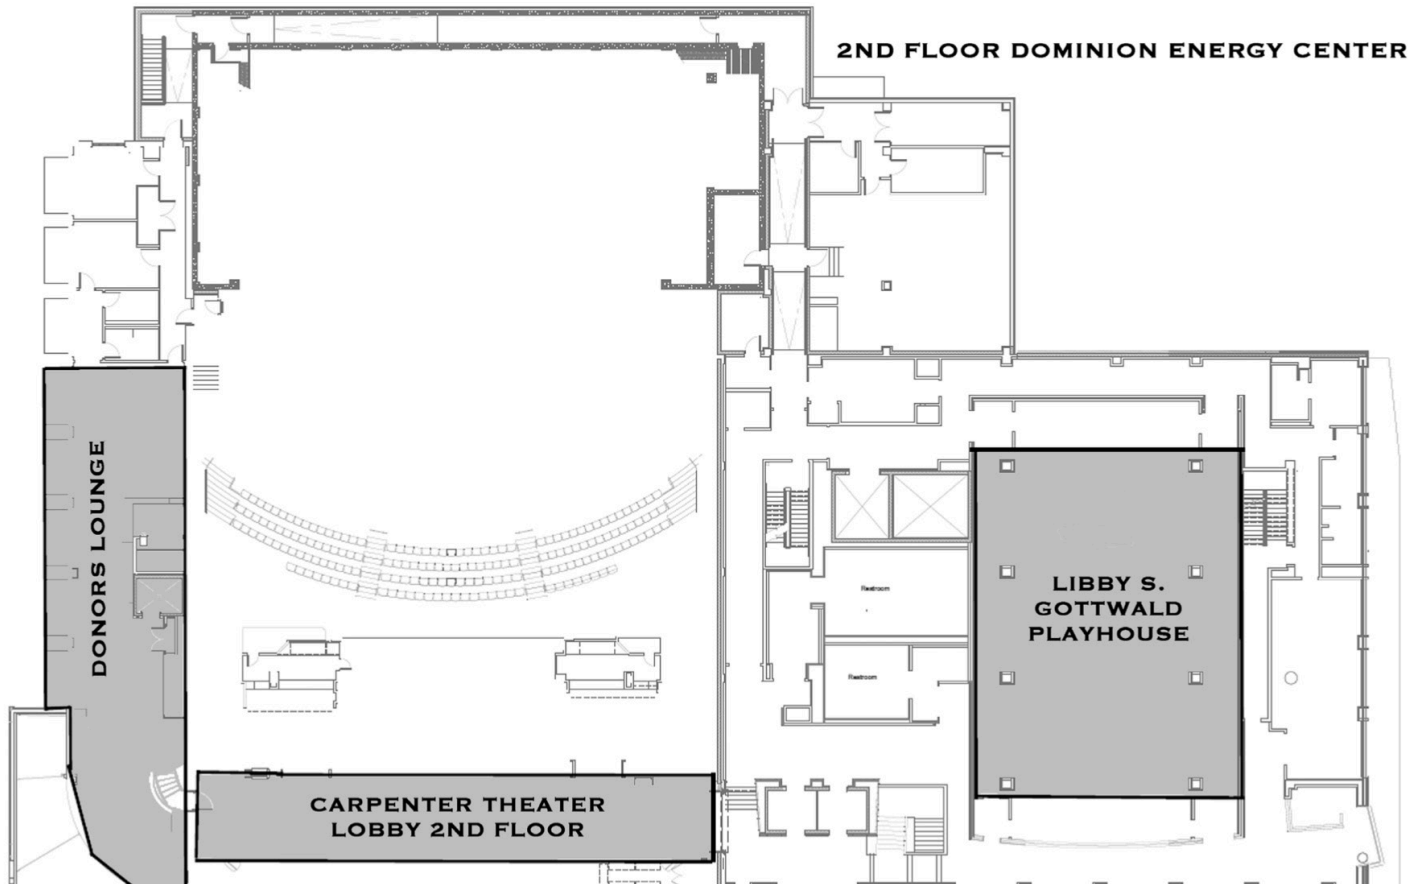 2ND FLOOR DOMINION ENERGY CENTER
DONORS LOUNGE
Restroom
LIBBY S.
GOTTWALD
PLAYHOUSE
Restroom
CARPENTER THEATER
LOBBY 2ND FLOOR